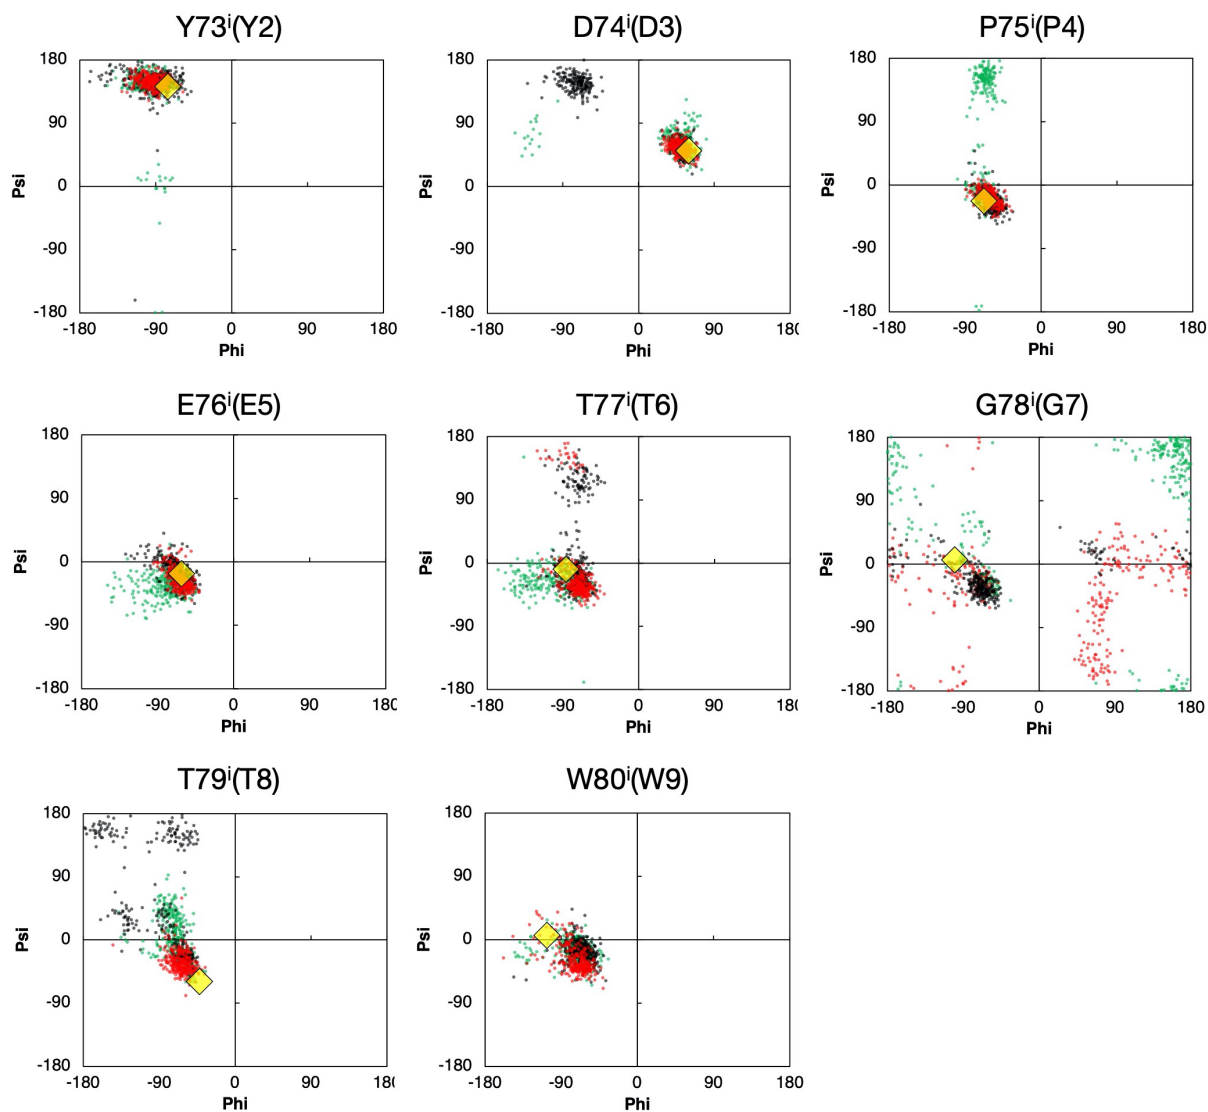 Y73ⁱ(Y2) D74ⁱ(D3) P75ⁱ(P4)
180 180 180
90 90 90
Psi Psi Psi
0 0 0
-90 -90 -90
-180 -180 -180
-180 -90 0 90 180 -180 -90 0 90 180 -180 -90 0 90 180
Phi Phi Phi
E76ⁱ(E5) T77ⁱ(T6) G78ⁱ(G7)
180 180 180
90 90 90
Psi Psi Psi
0 0 0
-90 -90 -90
-180 -180 -180
-180 -90 0 90 180 -180 -90 0 90 180 -180 -90 0 90 180
Phi Phi Phi
T79ⁱ(T8) W80ⁱ(W9)
180 180
90 90
Psi Psi
0 0
-90 -90
-180 -180
-180 -90 0 90 180 -180 -90 0 90 180
Phi Phi